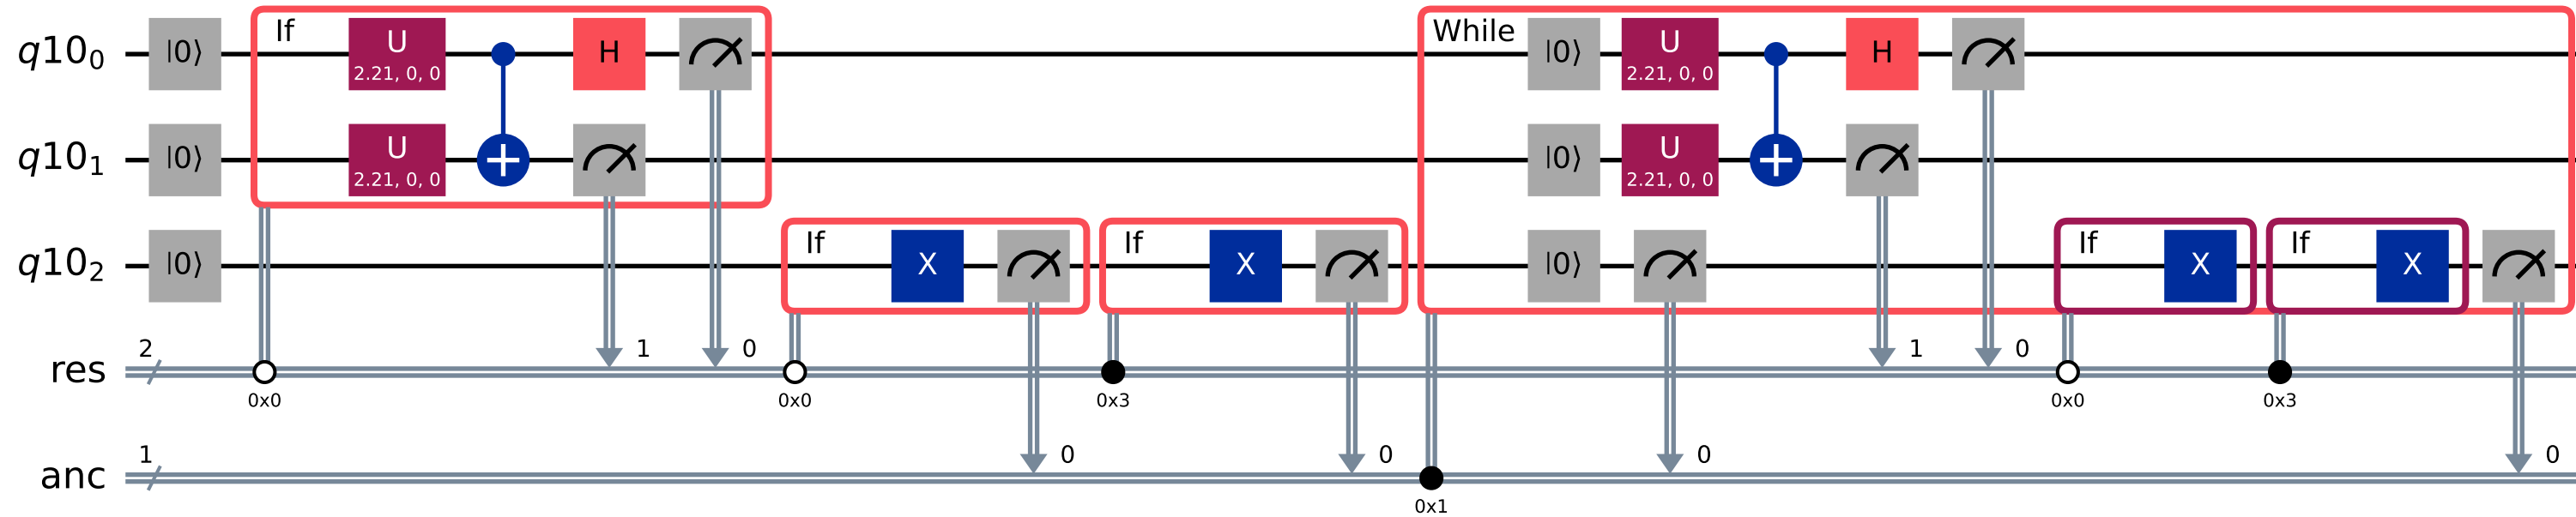 q10₀ |0⟩ If U 2.21, 0, 0 H While |0⟩ U 2.21, 0, 0 H
q10₁ |0⟩ U 2.21, 0, 0 |0⟩ U 2.21, 0, 0
q10₂ |0⟩ If X If X |0⟩ If X If X
res 2 1 0 1 0
0x0 0x0 0x3 0x0 0x3
anc 1 0 0 0 0
0x1